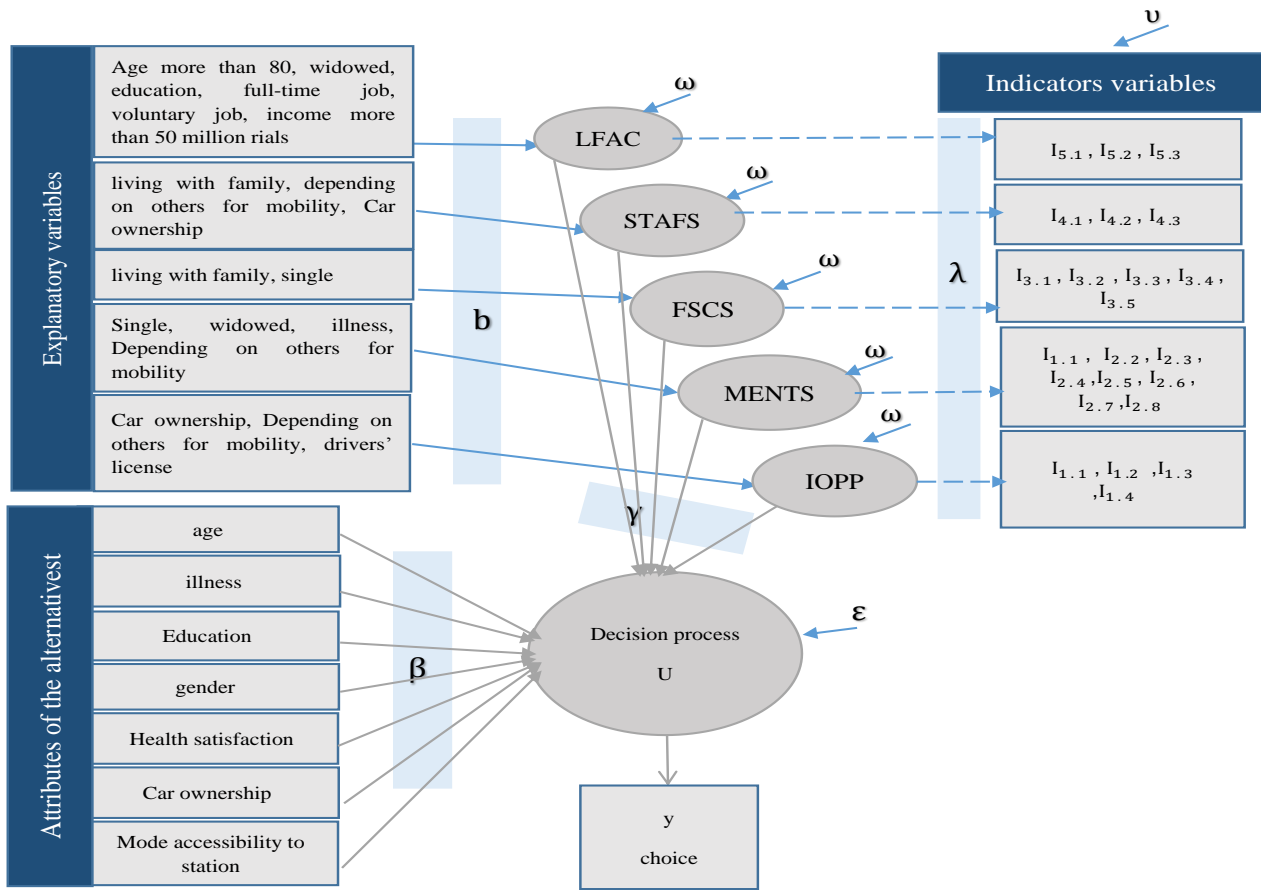 Explanatory variables
Age more than 80, widowed,
education, full-time job,
voluntary job, income more
than 50 million rials
living with family, depending
on others for mobility, Car
ownership
living with family, single
Single, widowed, illness,
Depending on others for
mobility
Car ownership, Depending on
others for mobility, drivers’
license
b
ω
LFAC
ω
STAFS
ω
FSCS
ω
MENTS
ω
IOPP
λ
υ
Indicators variables
I5.1 , I5.2 , I5.3
I4.1 , I4.2 , I4.3
I3.1 , I3.2 , I3.3 , I3.4 ,
I3.5
I1.1 , I2.2 , I2.3 ,
I2.4 ,I2.5 , I2.6 ,
I2.7 ,I2.8
I1.1 , I1.2 ,I1.3
,I1.4
γ
Attributes of the alternativest
age
illness
Education
gender
Health satisfaction
Car ownership
Mode accessibility to
station
β
Decision process
U
ε
y
choice